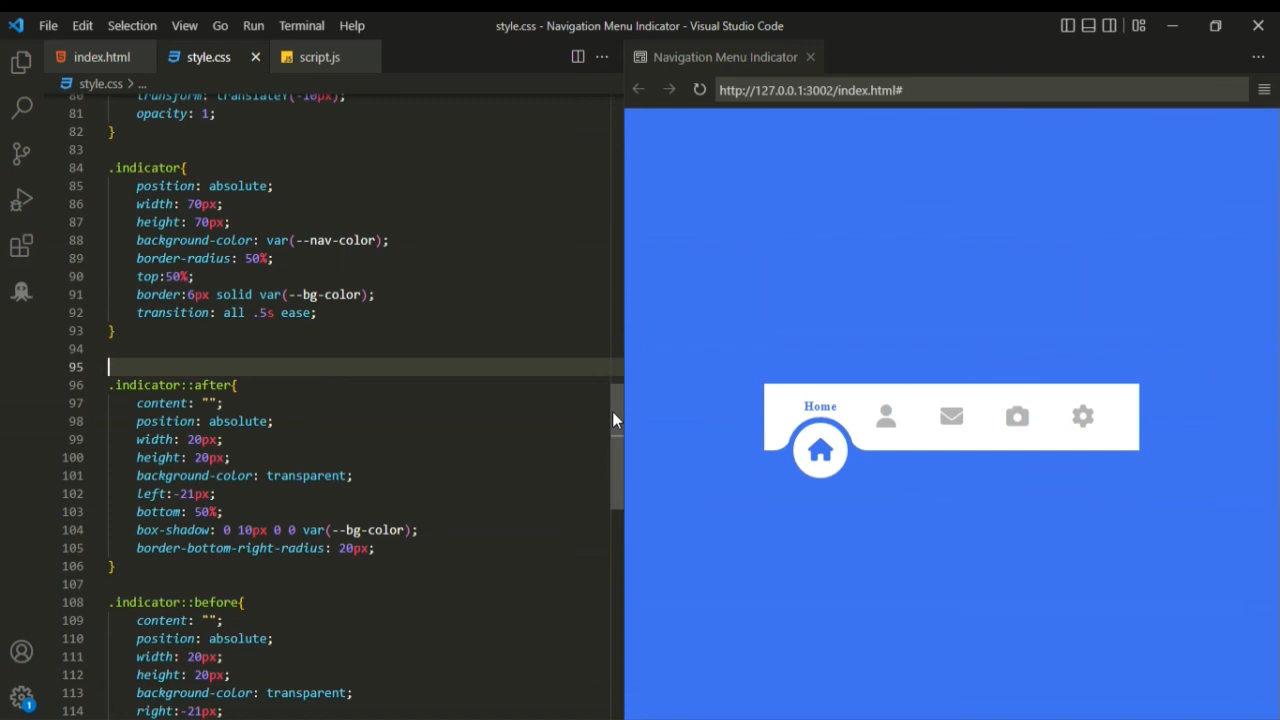 File Edit Selection View Go Run Terminal Help
style.css - Navigation Menu Indicator - Visual Studio Code
index.html
style.css
script.js
style.css > ...
80 transform: translateY(-10px);
81 opacity: 1;
82 }
83
84 .indicator{
85 position: absolute;
86 width: 70px;
87 height: 70px;
88 background-color: var(--nav-color);
89 border-radius: 50%;
90 top:50%;
91 border:6px solid var(--bg-color);
92 transition: all .5s ease;
93 }
94
95
96 .indicator::after{
97 content: "";
98 position: absolute;
99 width: 20px;
100 height: 20px;
101 background-color: transparent;
102 left:-21px;
103 bottom: 50%;
104 box-shadow: 0 10px 0 0 var(--bg-color);
105 border-bottom-right-radius: 20px;
106 }
107
108 .indicator::before{
109 content: "";
110 position: absolute;
111 width: 20px;
112 height: 20px;
113 background-color: transparent;
114 right:-21px;
1
Navigation Menu Indicator
http://127.0.0.1:3002/index.html#
Home